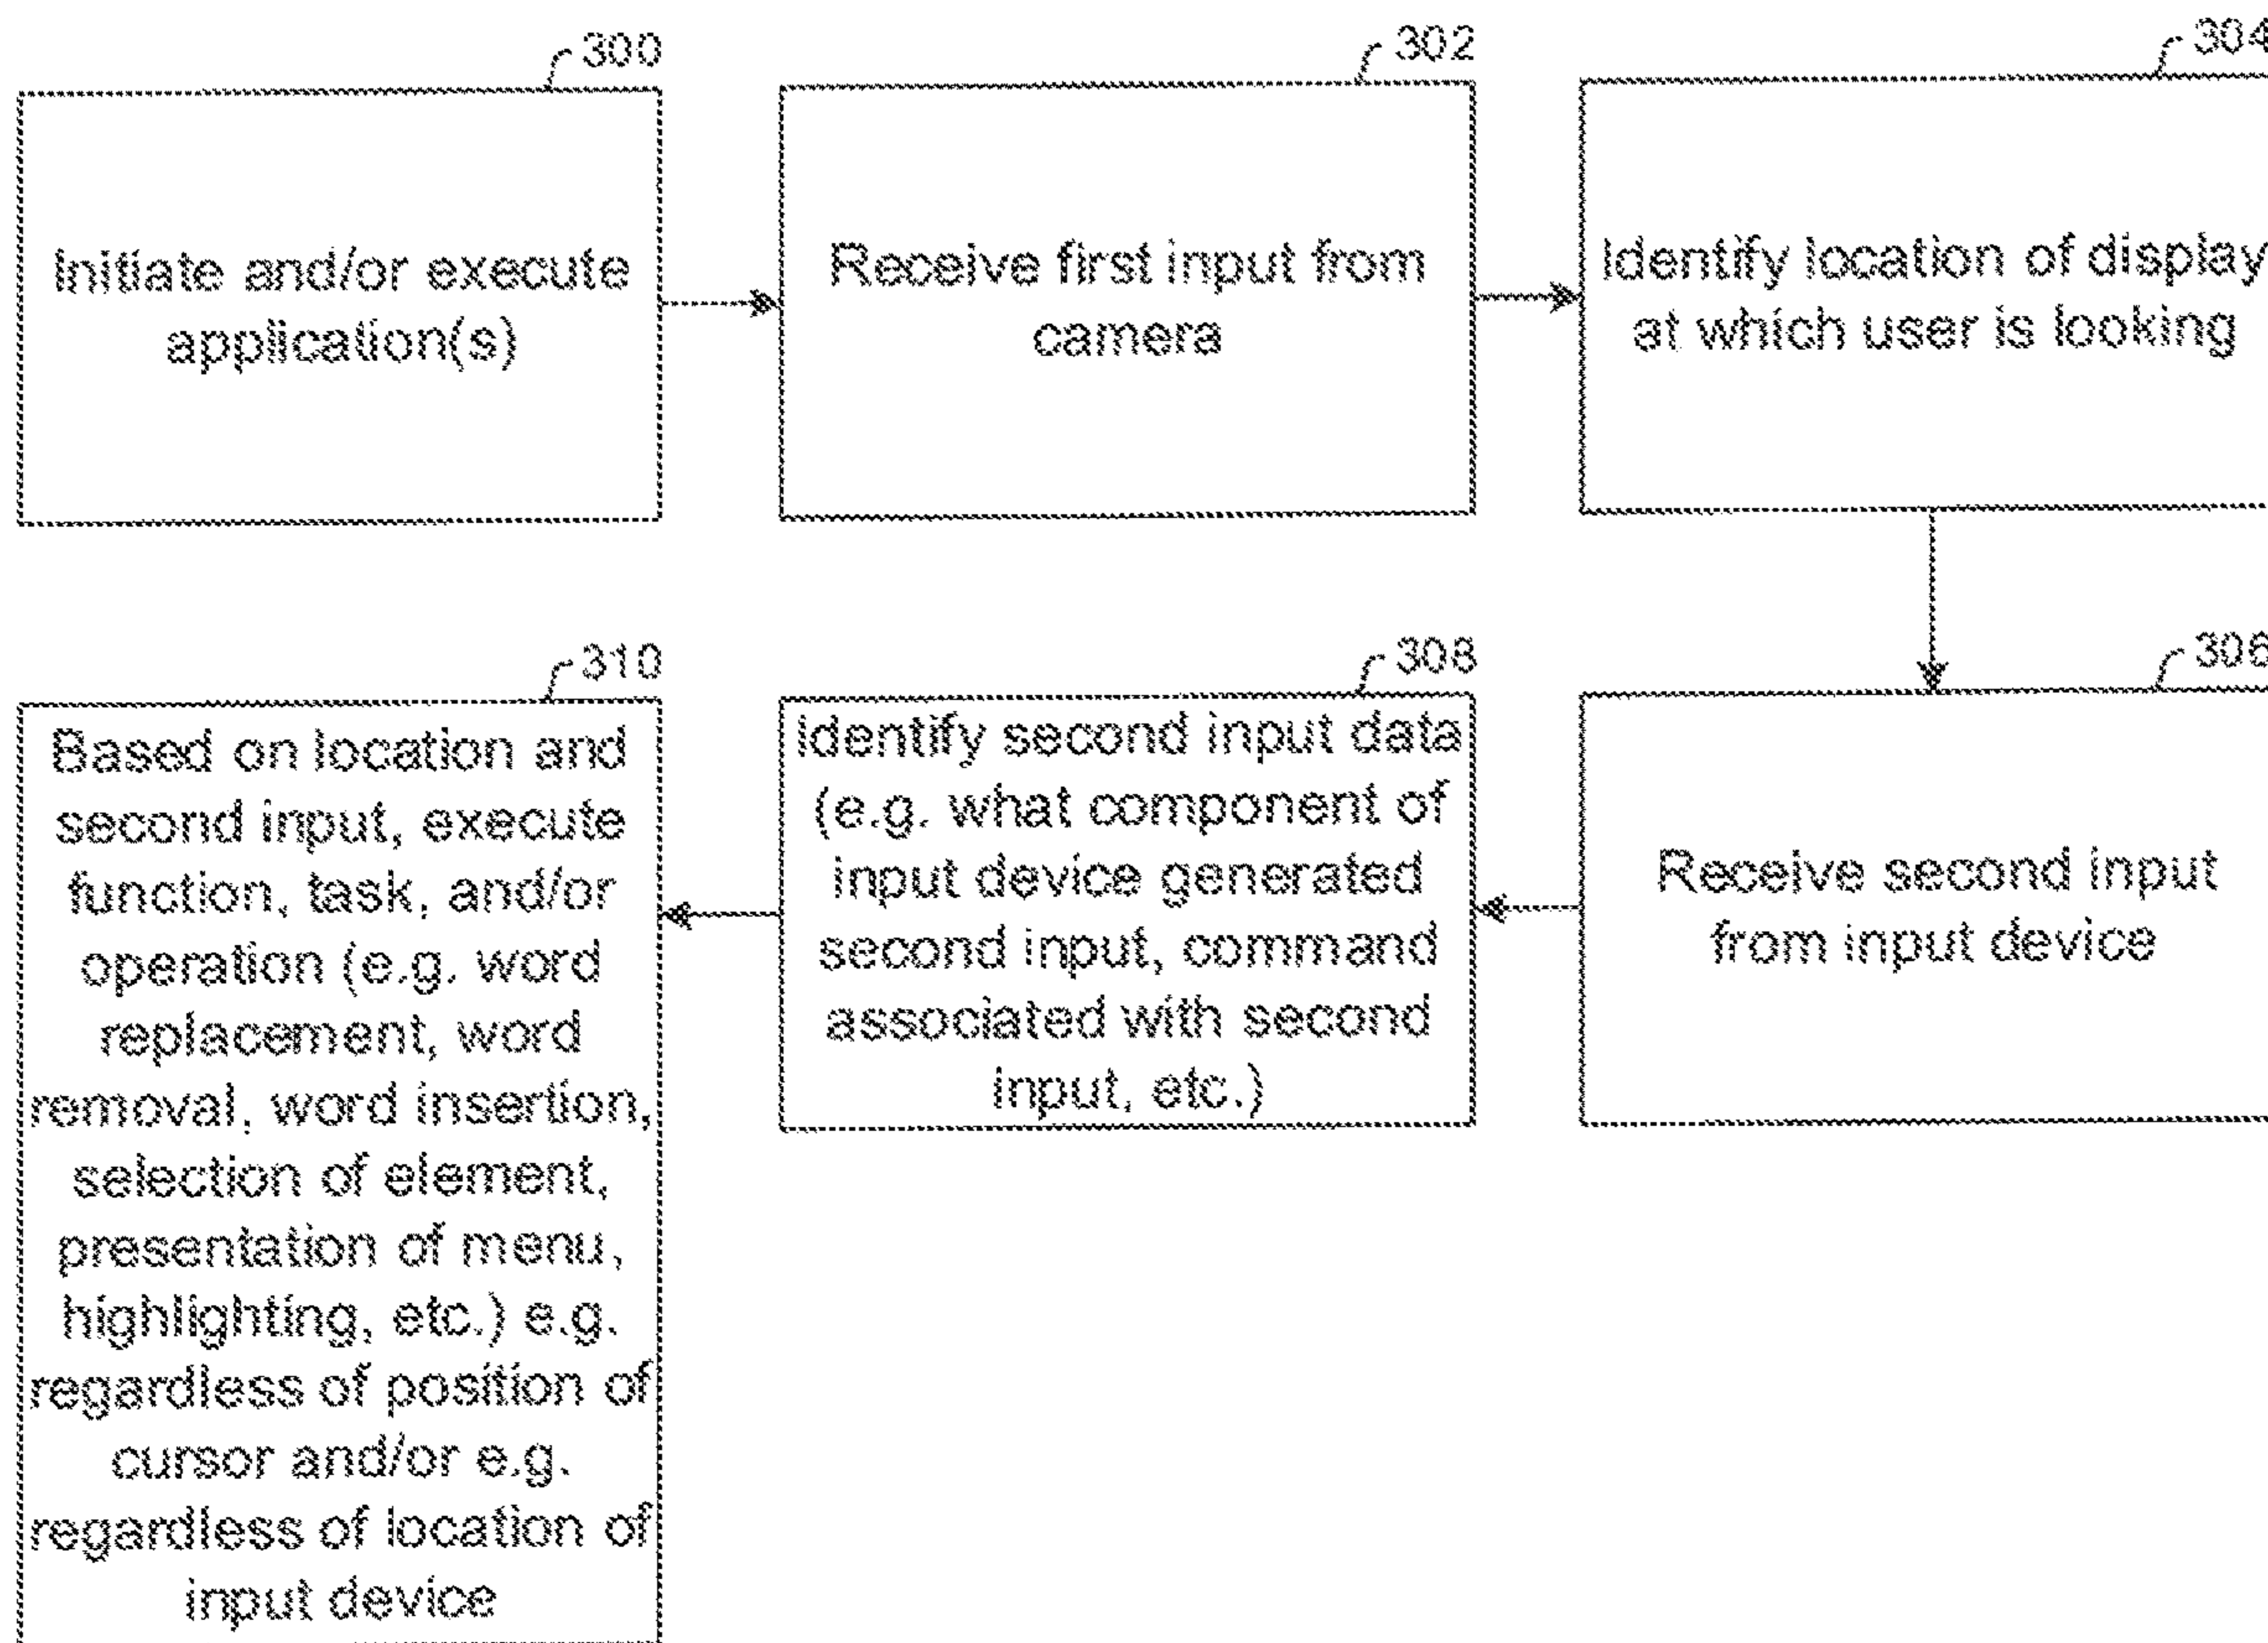 300
Initiate and/or execute
application(s)
302
Receive first input from
camera
304
Identify location of display
at which user is looking
306
Receive second input
from input device
308
Identify second input data
(e.g. what component of
input device generated
second input, command
associated with second
input, etc.)
310
Based on location and
second input, execute
function, task, and/or
operation (e.g. word
replacement, word
removal, word insertion,
selection of element,
presentation of menu,
highlighting, etc.) e.g.
regardless of position of
cursor and/or e.g.
regardless of location of
input device